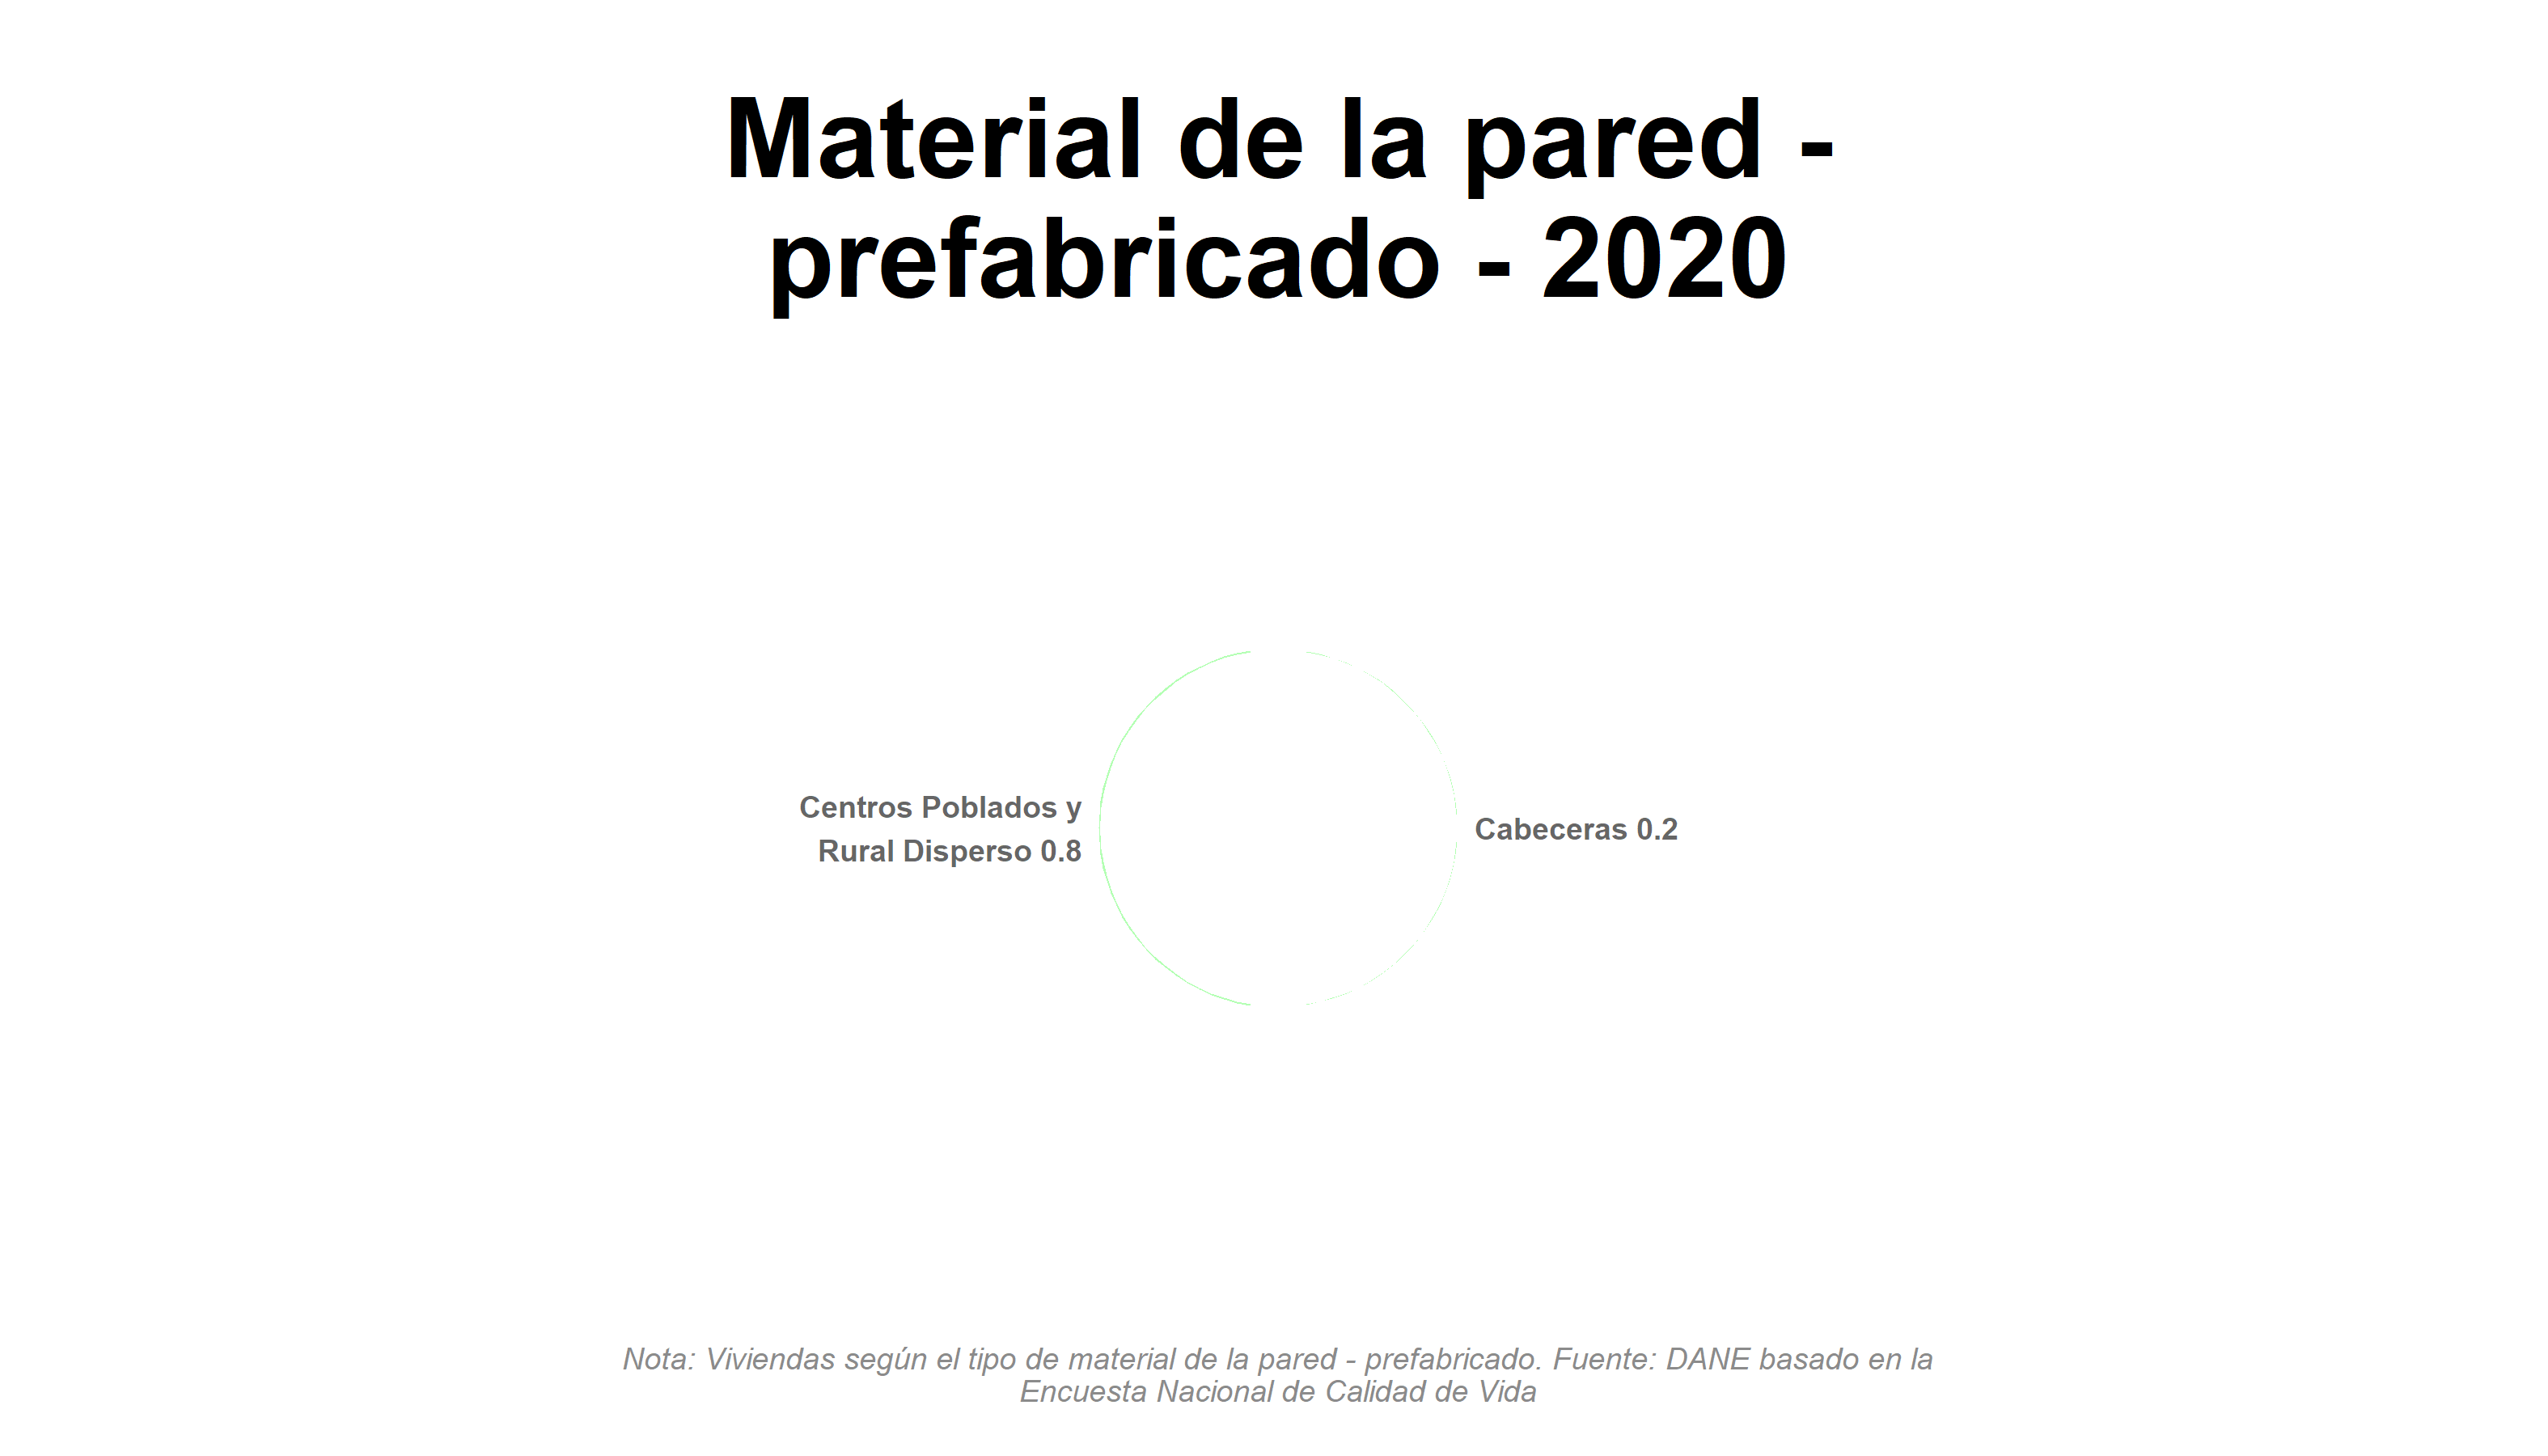 Material de la pared -
prefabricado - 2020
Centros Poblados y
Rural Disperso 0.8
Cabeceras 0.2
Nota: Viviendas según el tipo de material de la pared - prefabricado. Fuente: DANE basado en la
Encuesta Nacional de Calidad de Vida